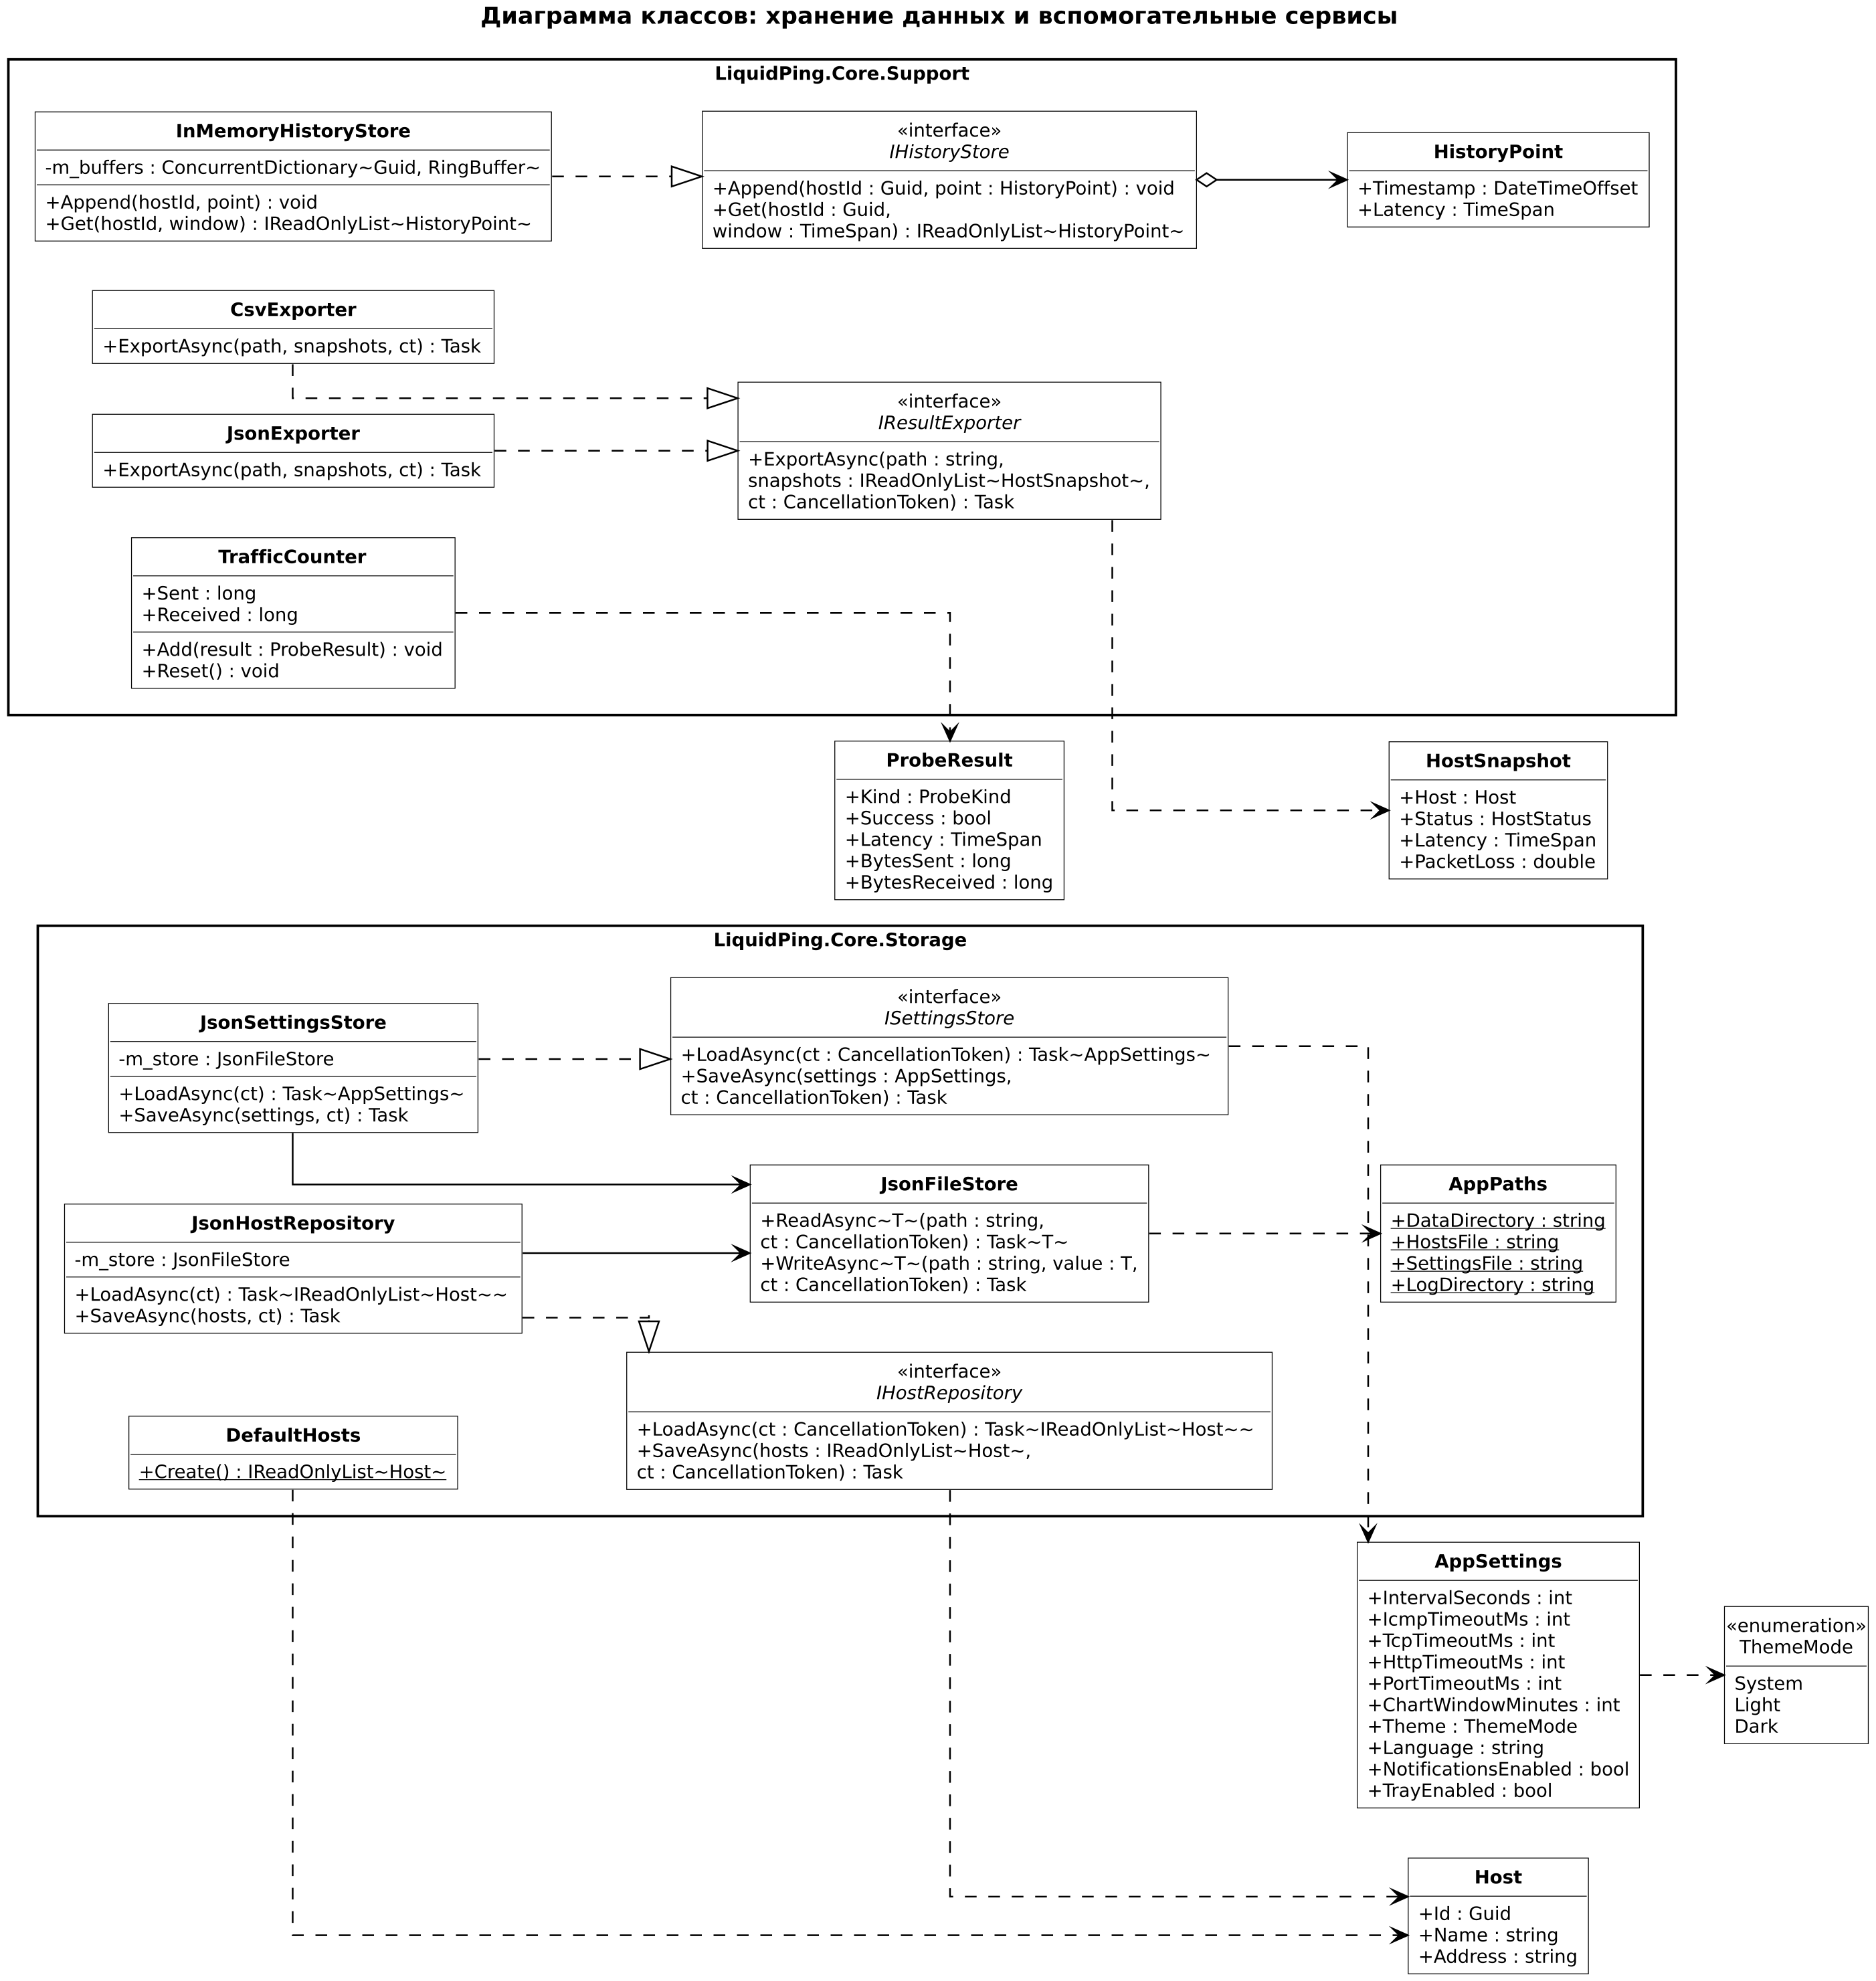 Диаграмма классов: хранение данных и вспомогательные сервисы
LiquidPing.Core.Support
InMemoryHistoryStore
-m_buffers : ConcurrentDictionary~Guid, RingBuffer~
+Append(hostId, point) : void
+Get(hostId, window) : IReadOnlyList~HistoryPoint~
«interface»
IHistoryStore
+Append(hostId : Guid, point : HistoryPoint) : void
+Get(hostId : Guid,
window : TimeSpan) : IReadOnlyList~HistoryPoint~
HistoryPoint
+Timestamp : DateTimeOffset
+Latency : TimeSpan
CsvExporter
+ExportAsync(path, snapshots, ct) : Task
JsonExporter
+ExportAsync(path, snapshots, ct) : Task
«interface»
IResultExporter
+ExportAsync(path : string,
snapshots : IReadOnlyList~HostSnapshot~,
ct : CancellationToken) : Task
TrafficCounter
+Sent : long
+Received : long
+Add(result : ProbeResult) : void
+Reset() : void
ProbeResult
+Kind : ProbeKind
+Success : bool
+Latency : TimeSpan
+BytesSent : long
+BytesReceived : long
HostSnapshot
+Host : Host
+Status : HostStatus
+Latency : TimeSpan
+PacketLoss : double
LiquidPing.Core.Storage
JsonSettingsStore
-m_store : JsonFileStore
+LoadAsync(ct) : Task~AppSettings~
+SaveAsync(settings, ct) : Task
«interface»
ISettingsStore
+LoadAsync(ct : CancellationToken) : Task~AppSettings~
+SaveAsync(settings : AppSettings,
ct : CancellationToken) : Task
JsonHostRepository
-m_store : JsonFileStore
+LoadAsync(ct) : Task~IReadOnlyList~Host~~
+SaveAsync(hosts, ct) : Task
JsonFileStore
+ReadAsync~T~(path : string,
ct : CancellationToken) : Task~T~
+WriteAsync~T~(path : string, value : T,
ct : CancellationToken) : Task
AppPaths
+DataDirectory : string
+HostsFile : string
+SettingsFile : string
+LogDirectory : string
«interface»
IHostRepository
+LoadAsync(ct : CancellationToken) : Task~IReadOnlyList~Host~~
+SaveAsync(hosts : IReadOnlyList~Host~,
ct : CancellationToken) : Task
DefaultHosts
+Create() : IReadOnlyList~Host~
AppSettings
+IntervalSeconds : int
+IcmpTimeoutMs : int
+TcpTimeoutMs : int
+HttpTimeoutMs : int
+PortTimeoutMs : int
+ChartWindowMinutes : int
+Theme : ThemeMode
+Language : string
+NotificationsEnabled : bool
+TrayEnabled : bool
«enumeration»
ThemeMode
System
Light
Dark
Host
+Id : Guid
+Name : string
+Address : string